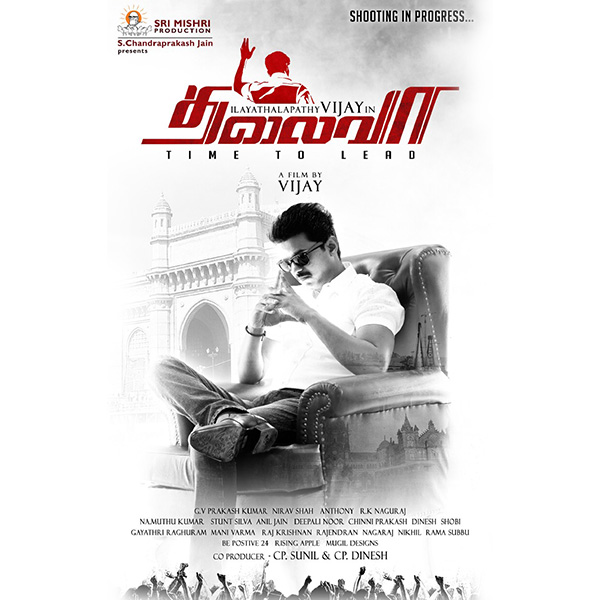 SRI MISHRI
PRODUCTION
S.Chandraprakash Jain
presents
SHOOTING IN PROGRESS...
ILAYATHALAPATHY VIJAY IN
தலைவா
TIME TO LEAD
A FILM BY
VIJAY
G.V PRAKASH KUMAR NIRAV SHAH ANTHONY R.K NAGURAJ
NA.MUTHU KUMAR STUNT SILVA ANIL JAIN DEEPALI NOOR CHINNI PRAKASH DINESH SHOBI
GAYATHRI RAGHURAM MANI VARMA RAJ KRISHNAN RAJENDRAN NAGARAJ NIKHIL RAMA SUBBU
BE POSTIVE 24 RISING APPLE MUGIL DESIGNS
CO PRODUCER - CP. SUNIL & CP. DINESH